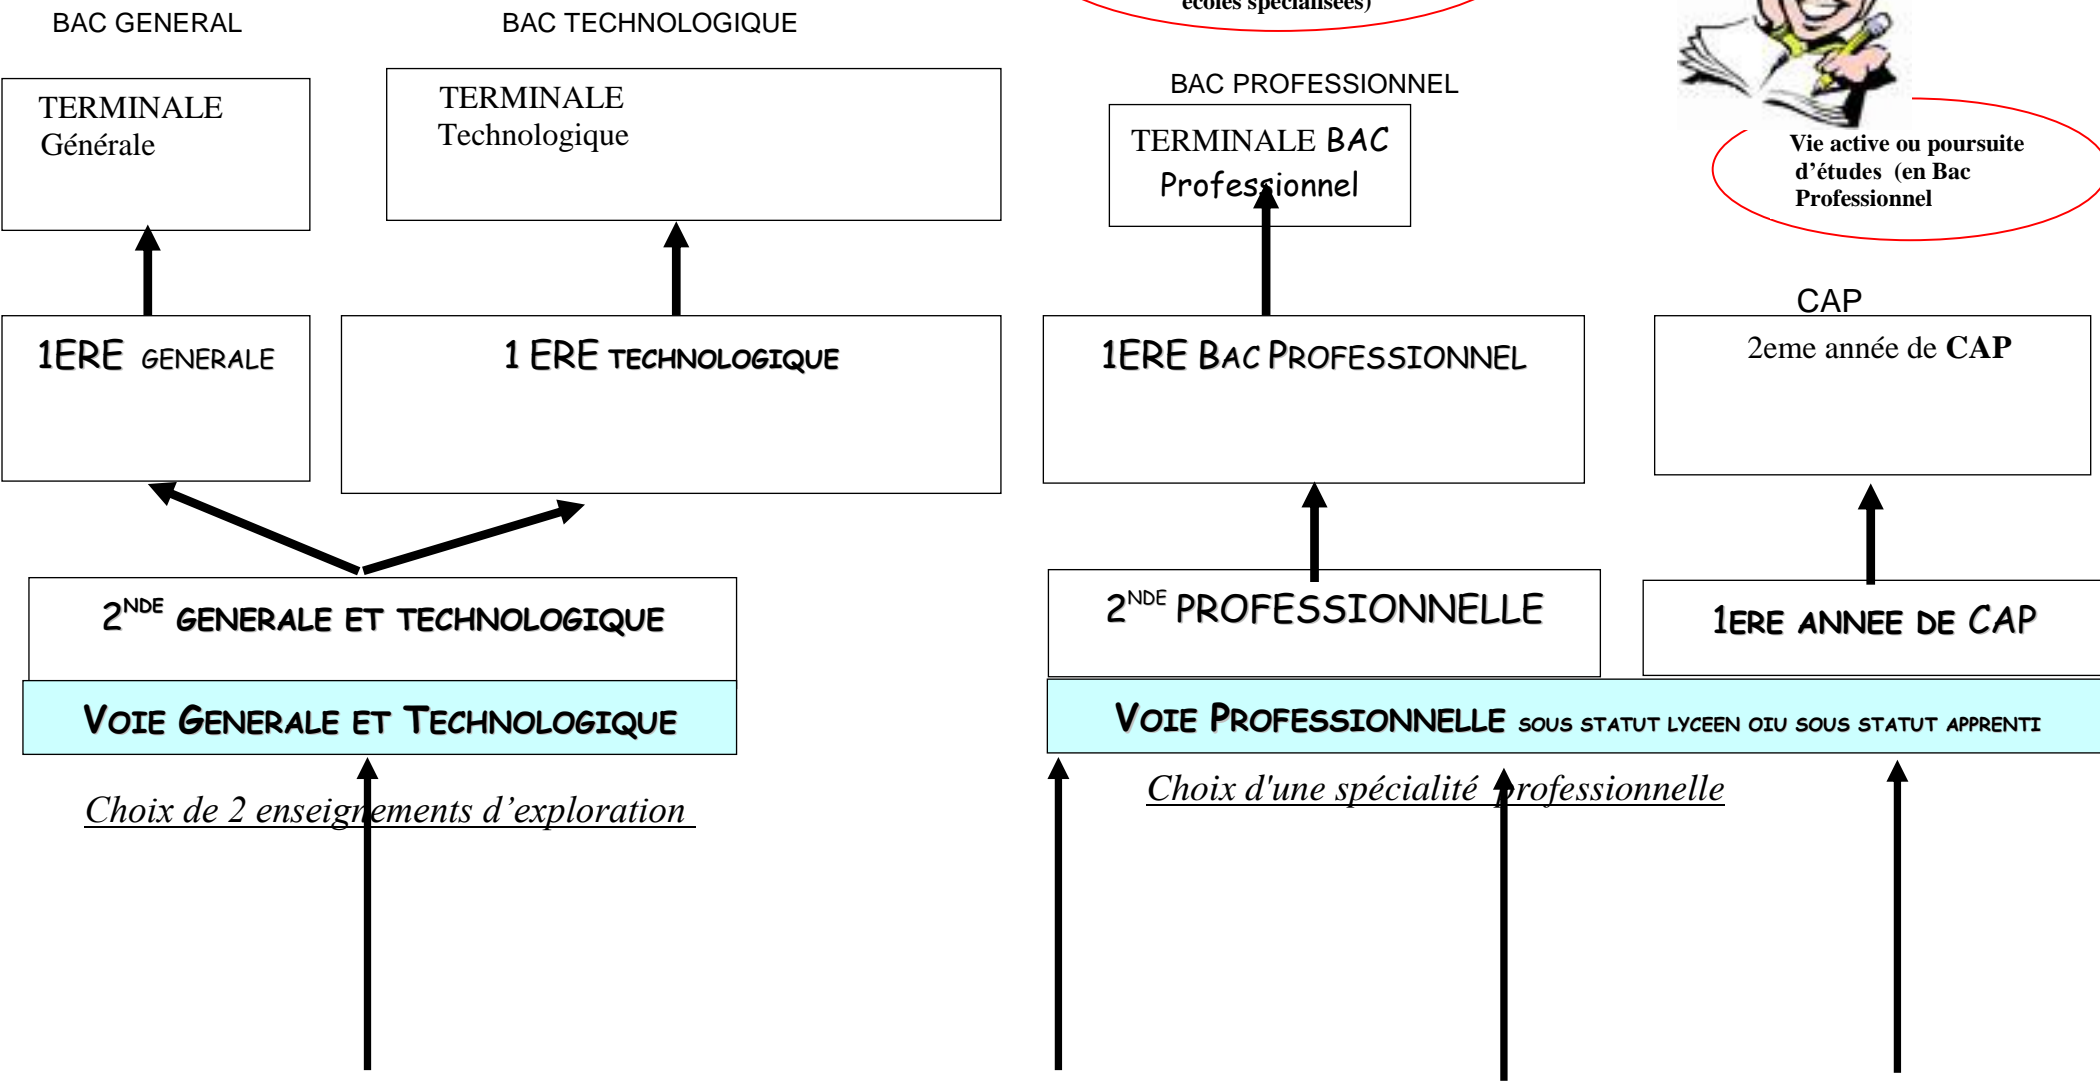 écoles spécialisées)
BAC GENERAL
BAC TECHNOLOGIQUE
TERMINALE
Générale
TERMINALE
Technologique
BAC PROFESSIONNEL
TERMINALE BAC
Professionnel
Vie active ou poursuite
d’études (en Bac
Professionnel
CAP
1ERE GENERALE
1 ERE TECHNOLOGIQUE
1ERE BAC PROFESSIONNEL
2eme année de CAP
2NDE GENERALE ET TECHNOLOGIQUE
2NDE PROFESSIONNELLE
1ERE ANNEE DE CAP
VOIE GENERALE ET TECHNOLOGIQUE
VOIE PROFESSIONNELLE SOUS STATUT LYCEEN OIU SOUS STATUT APPRENTI
Choix de 2 enseignements d’exploration
Choix d'une spécialité professionnelle